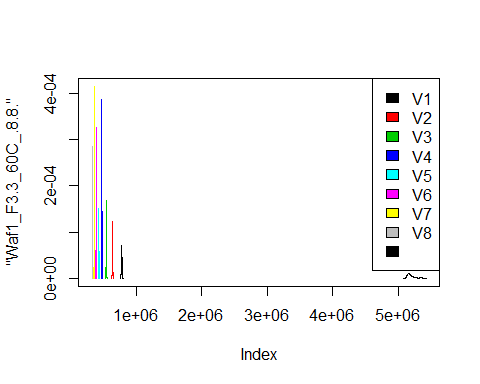 "Waf1_F3.3_60C_.8.8."
4e-04
2e-04
0e+00
V1
V2
V3
V4
V5
V6
V7
V8
1e+06 2e+06 3e+06 4e+06 5e+06
Index